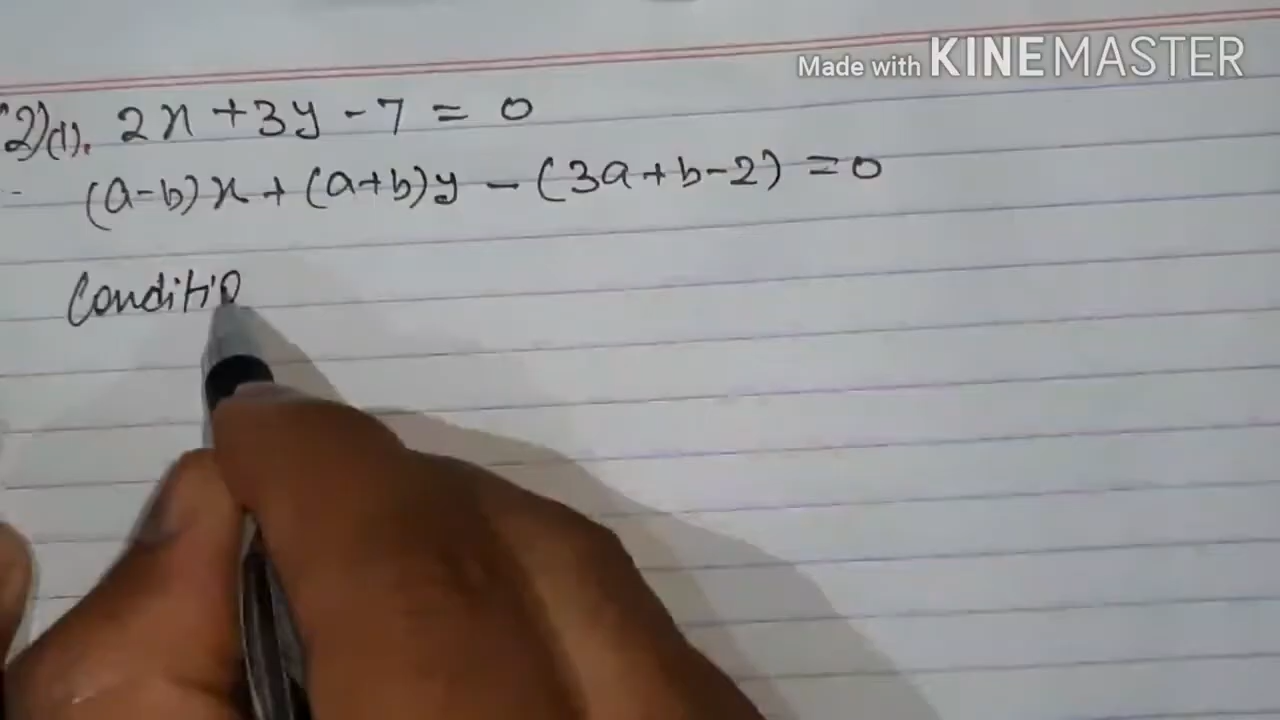 Made with KINEMASTER
2)(1). 2x + 3y - 7 = 0
(a-b)x + (a+b)y - (3a+b-2) = 0
Conditio